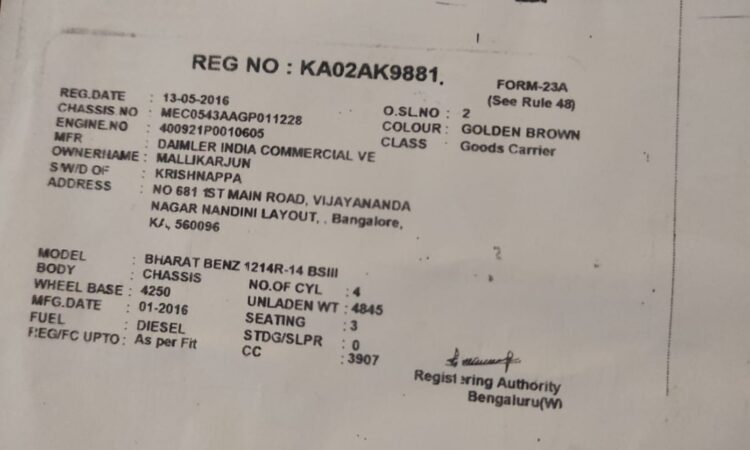 REG NO : KA02AK9881.
FORM-23A
(See Rule 48)
REG.DATE : 13-05-2016
CHASSIS NO : MEC0543AAGP011228
O.SL.NO : 2
ENGINE.NO : 400921P0010605
COLOUR : GOLDEN BROWN
MFR : DAIMLER INDIA COMMERCIAL VE
CLASS : Goods Carrier
OWNERNAME : MALLIKARJUN
S/W/D OF : KRISHNAPPA
ADDRESS : NO 681 1ST MAIN ROAD, VIJAYANANDA
NAGAR NANDINI LAYOUT, , Bangalore,
KA, 560096
MODEL : BHARAT BENZ 1214R-14 BSIII
BODY : CHASSIS
NO.OF CYL : 4
WHEEL BASE : 4250
UNLADEN WT : 4845
MFG.DATE : 01-2016
SEATING : 3
FUEL : DIESEL
STDG/SLPR : 0
REG/FC UPTO : As per Fit
CC : 3907
Registering Authority
Bengaluru(W)